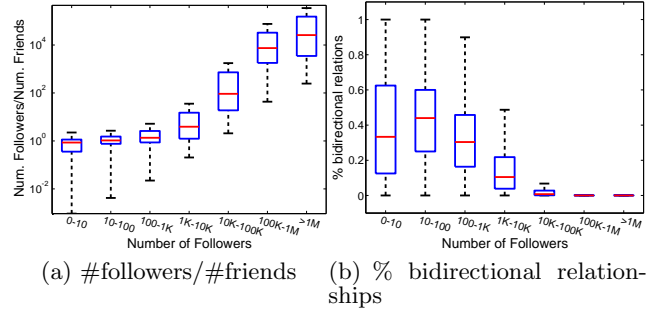 10^4
10^2
10^0
10^-2
Num. Followers/Num. Friends
0-10
10-100
100-1K
1K-10K
10K-100K
100K-1M
>1M
Number of Followers
1
0.8
0.6
0.4
0.2
0
% bidirectional relations
0-10
10-100
100-1K
1K-10K
10K-100K
100K-1M
>1M
Number of Followers
(a) #followers/#friends
(b) % bidirectional relation-
ships